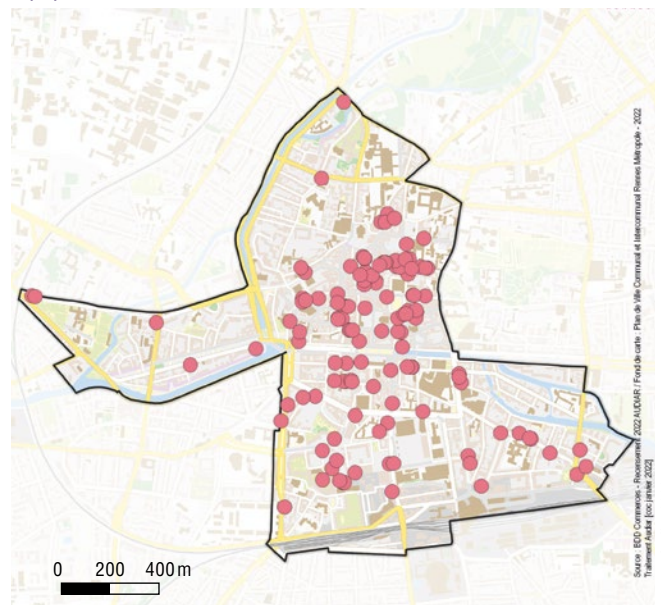 Source : BDD Commerces - Recensement 2022 AUDIAR / Fond de carte : Plan de Ville Communal et Intercommunal Rennes Métropole - 2022
Traitement Audiar [coc janvier 2022]
0 200 400 m